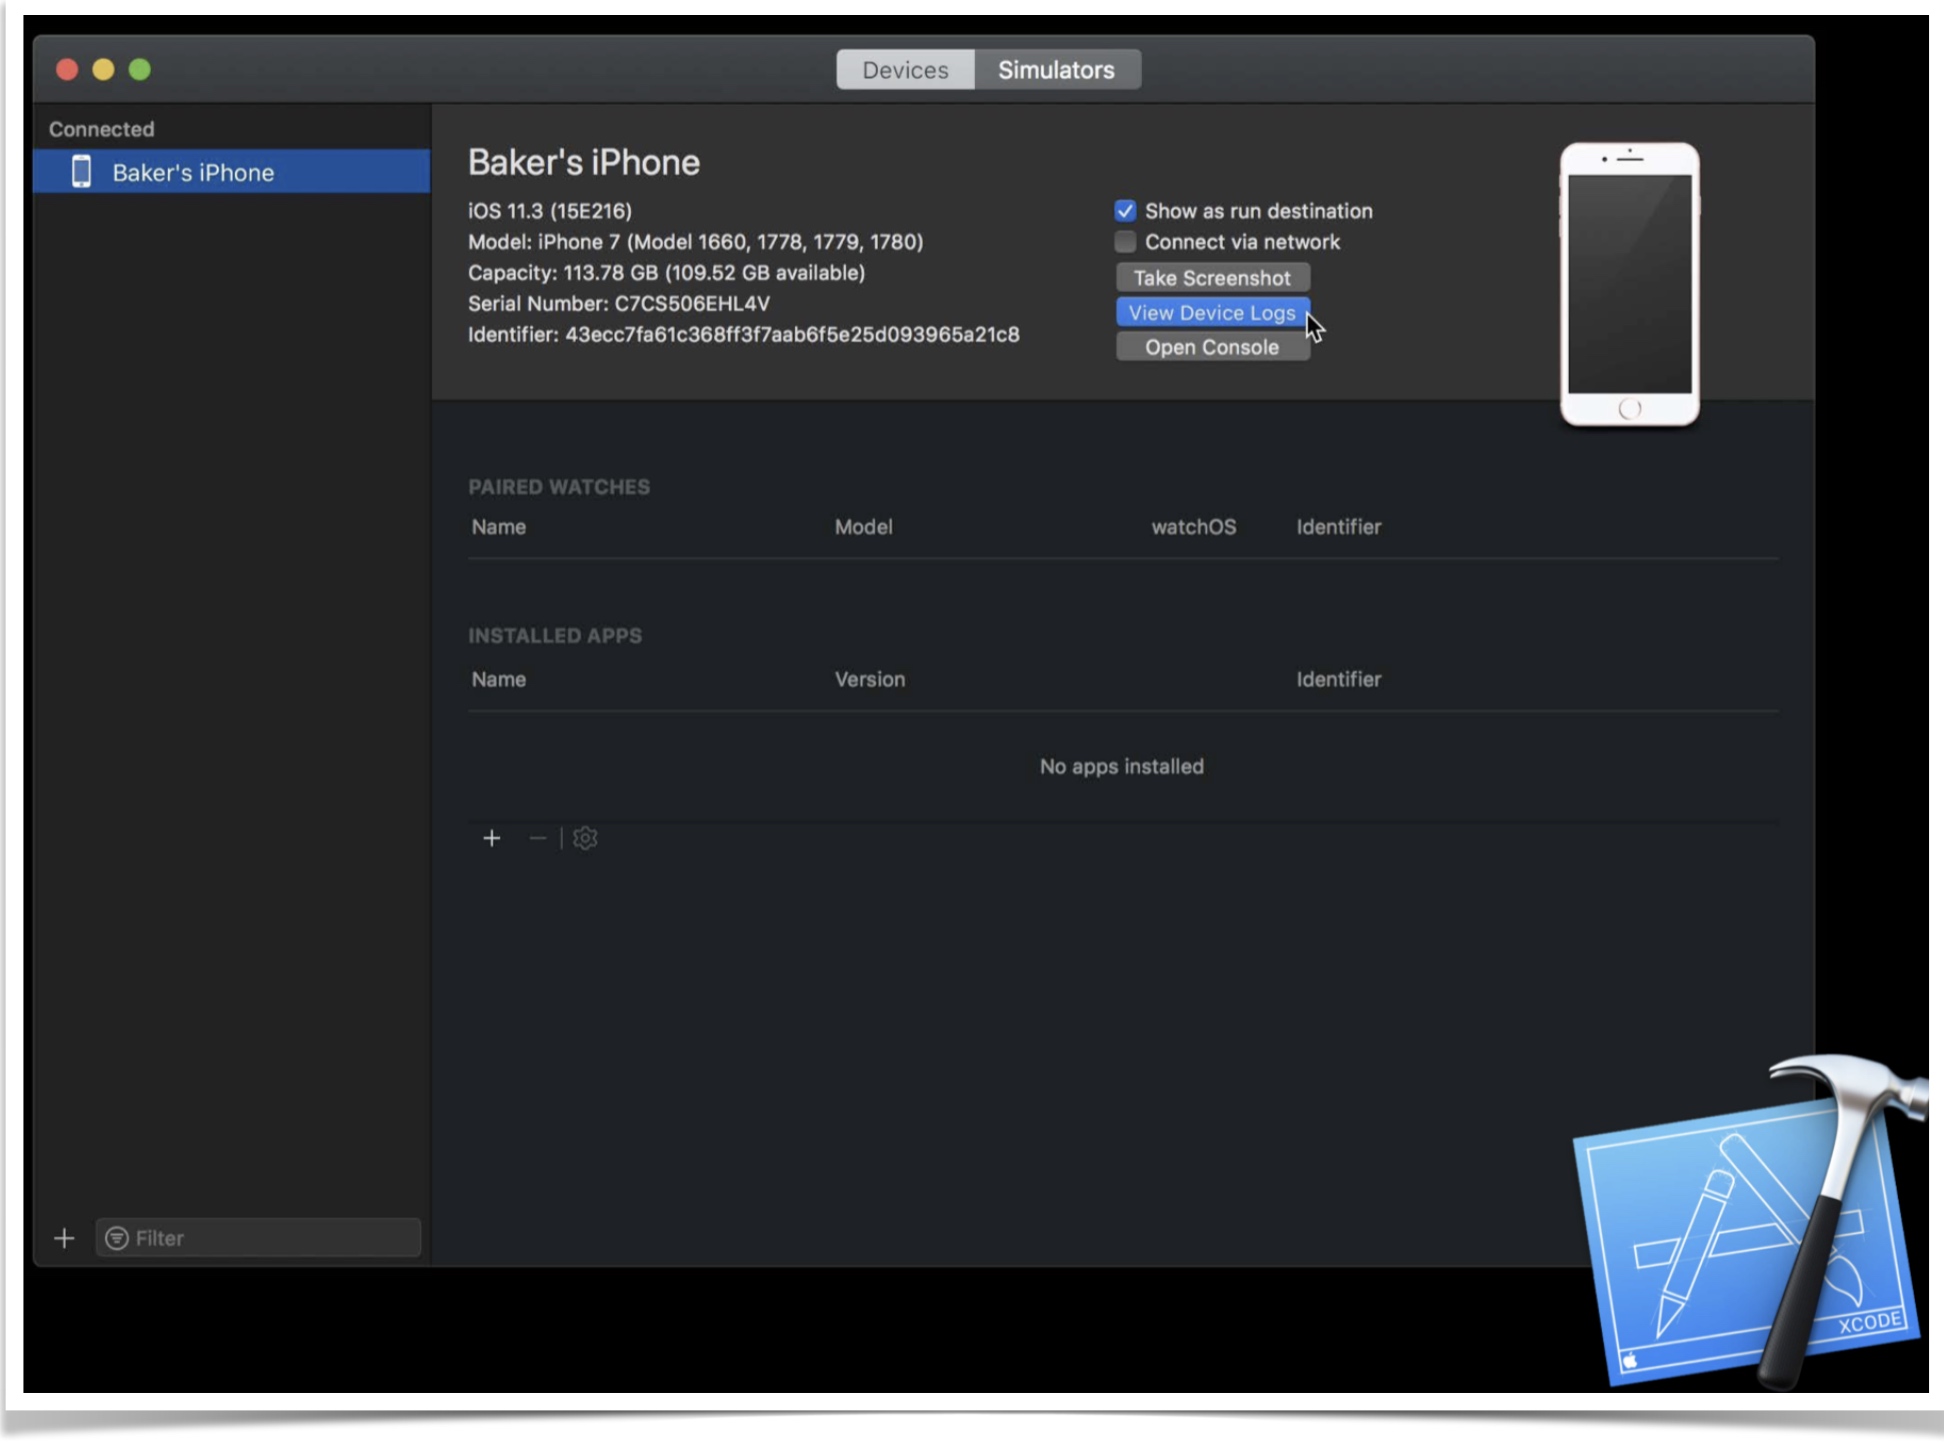 Devices Simulators
Connected
Baker's iPhone
Baker's iPhone
iOS 11.3 (15E216)
Model: iPhone 7 (Model 1660, 1778, 1779, 1780)
Capacity: 113.78 GB (109.52 GB available)
Serial Number: C7CS506EHL4V
Identifier: 43ecc7fa61c368ff3f7aab6f5e25d093965a21c8
Show as run destination
Connect via network
Take Screenshot
View Device Logs
Open Console
PAIRED WATCHES
Name Model watchOS Identifier
INSTALLED APPS
Name Version Identifier
No apps installed
Filter
XCODE